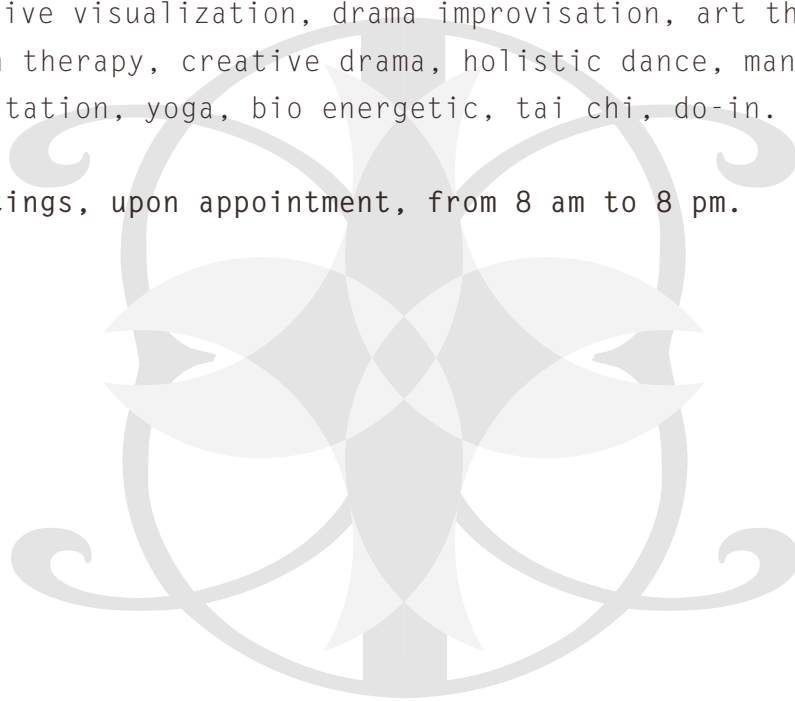 ive visualization, drama improvisation, art th
therapy, creative drama, holistic dance, man
tation, yoga, bio energetic, tai chi, do-in.
tings, upon appointment, from 8 am to 8 pm.